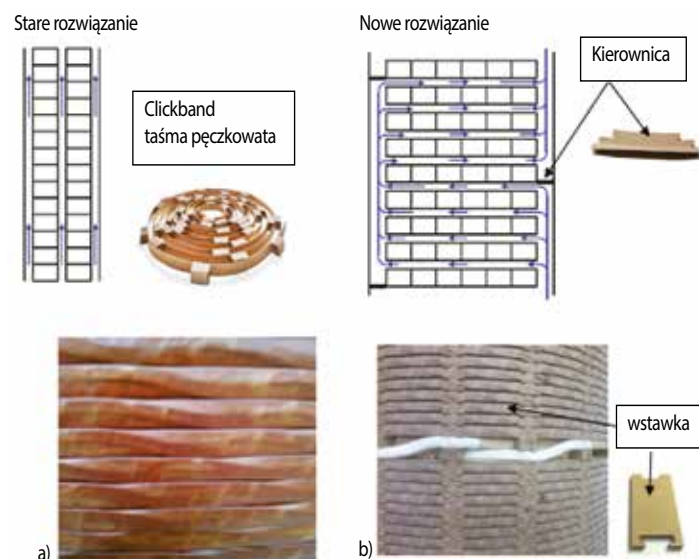 Stare rozwiązanie
Nowe rozwiązanie
Clickband
taśma pęczkowata
Kierownica
wstawka
a)
b)